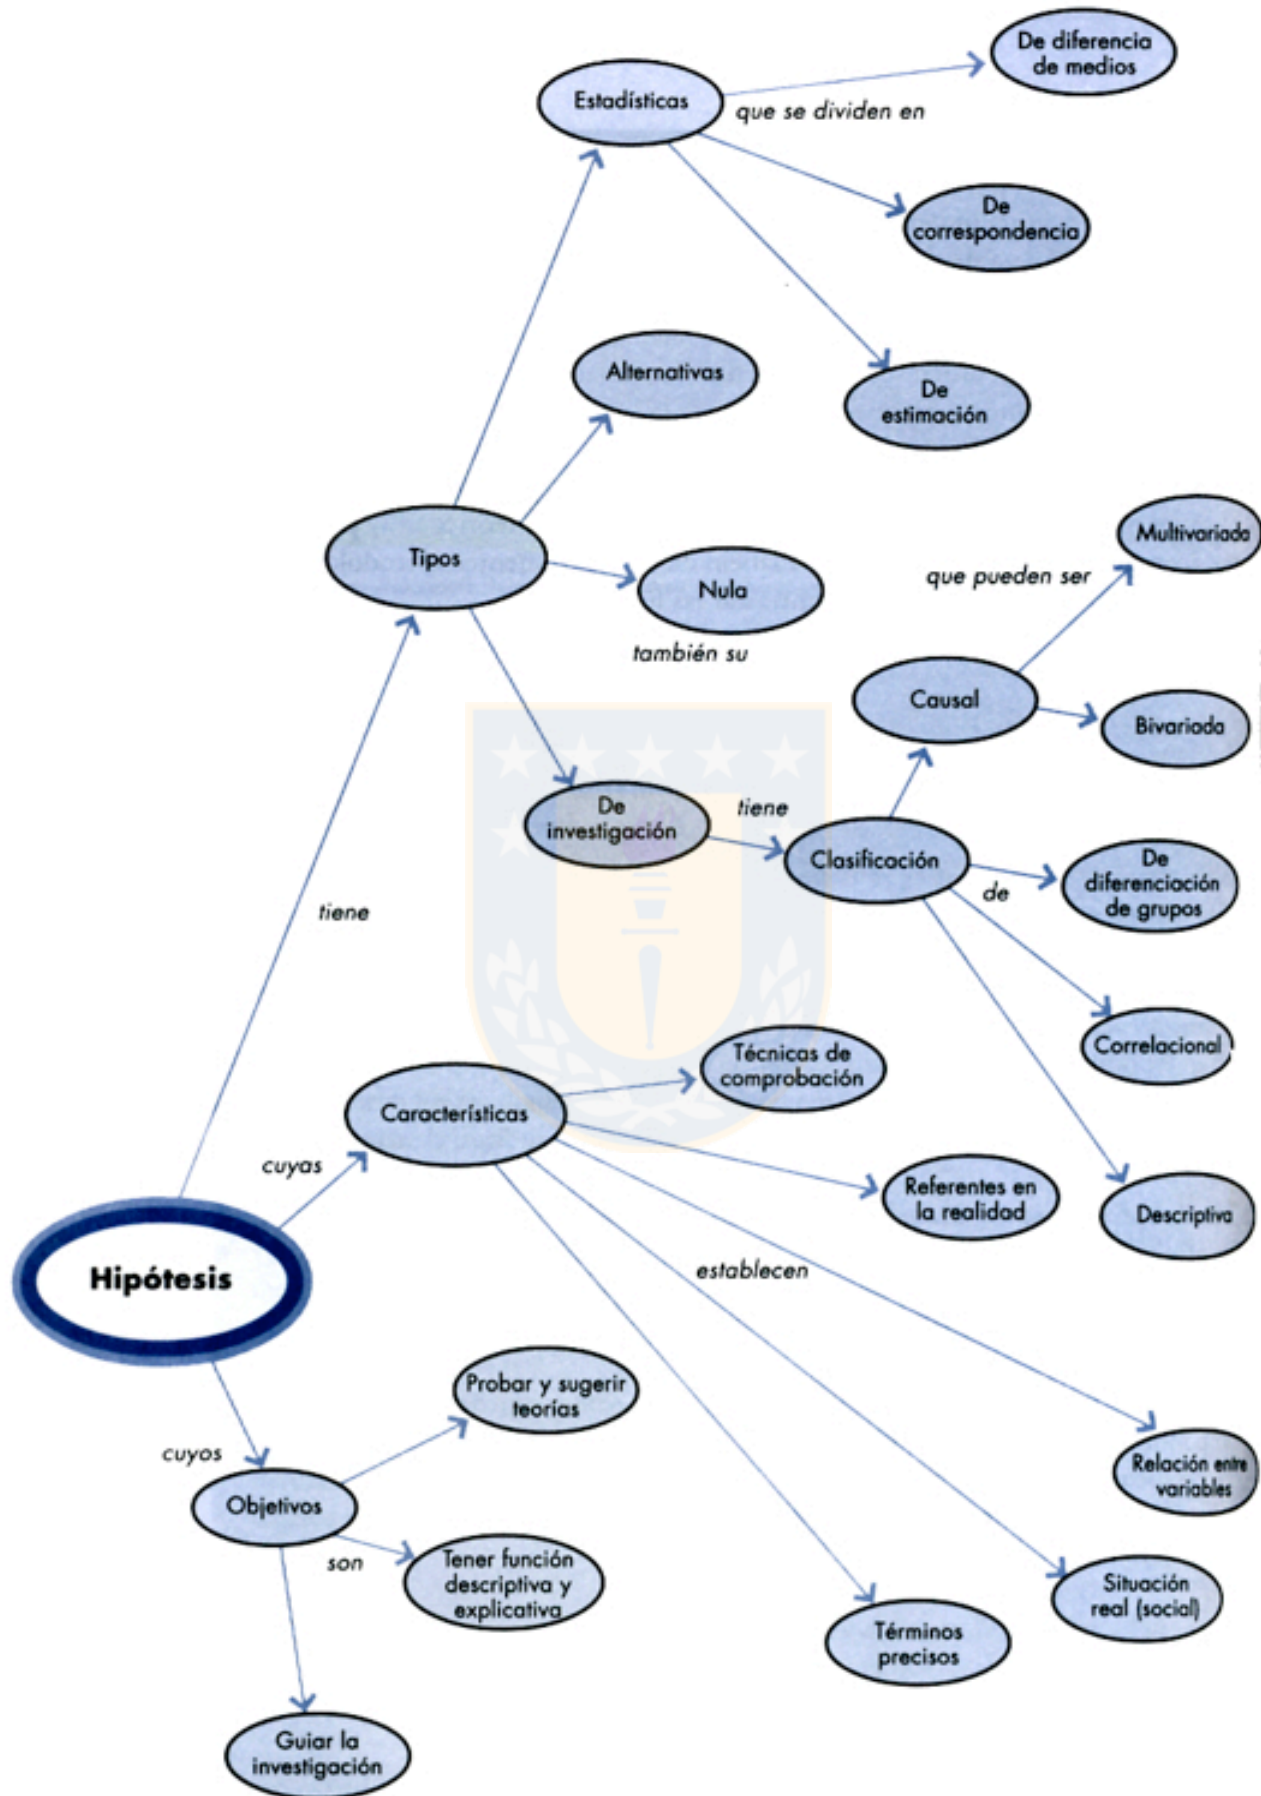 De diferencia
de medios
Estadísticas
que se dividen en
De
correspondencia
Alternativas
De
estimación
Multivariada
Tipos
que pueden ser
Nula
también su
Causal
Bivariada
De
investigación
tiene
Clasificación
De
diferenciación
de grupos
de
tiene
Correlacional
Técnicas de
comprobación
Características
cuyas
Referentes en
la realidad
Descriptiva
Hipótesis
establecen
Probar y sugerir
teorías
cuyos
Relación entre
variables
Objetivos
son
Tener función
descriptiva y
explicativa
Situación
real (social)
Términos
precisos
Guiar la
investigación